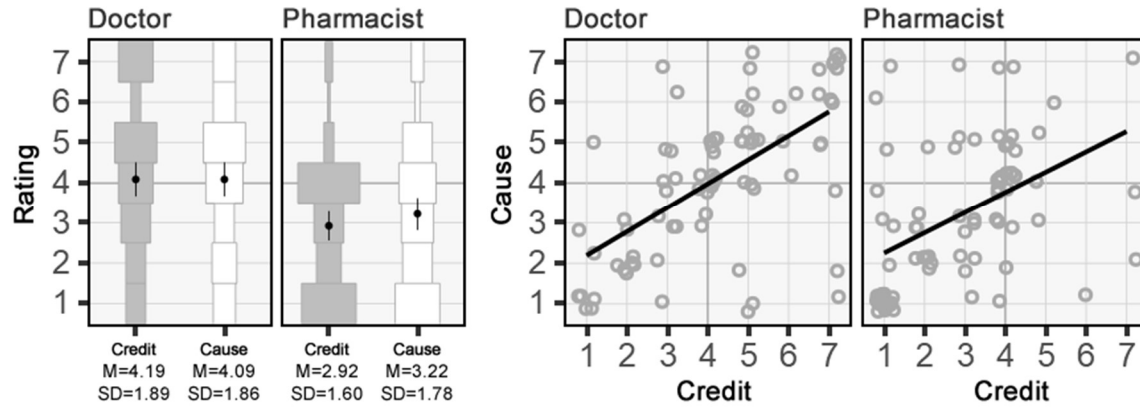 Doctor
Pharmacist
Rating
7
6
5
4
3
2
1
Credit
M=4.19
SD=1.89
Cause
M=4.09
SD=1.86
Credit
M=2.92
SD=1.60
Cause
M=3.22
SD=1.78
Doctor
Pharmacist
Cause
7
6
5
4
3
2
1
1 2 3 4 5 6 7
Credit
1 2 3 4 5 6 7
Credit